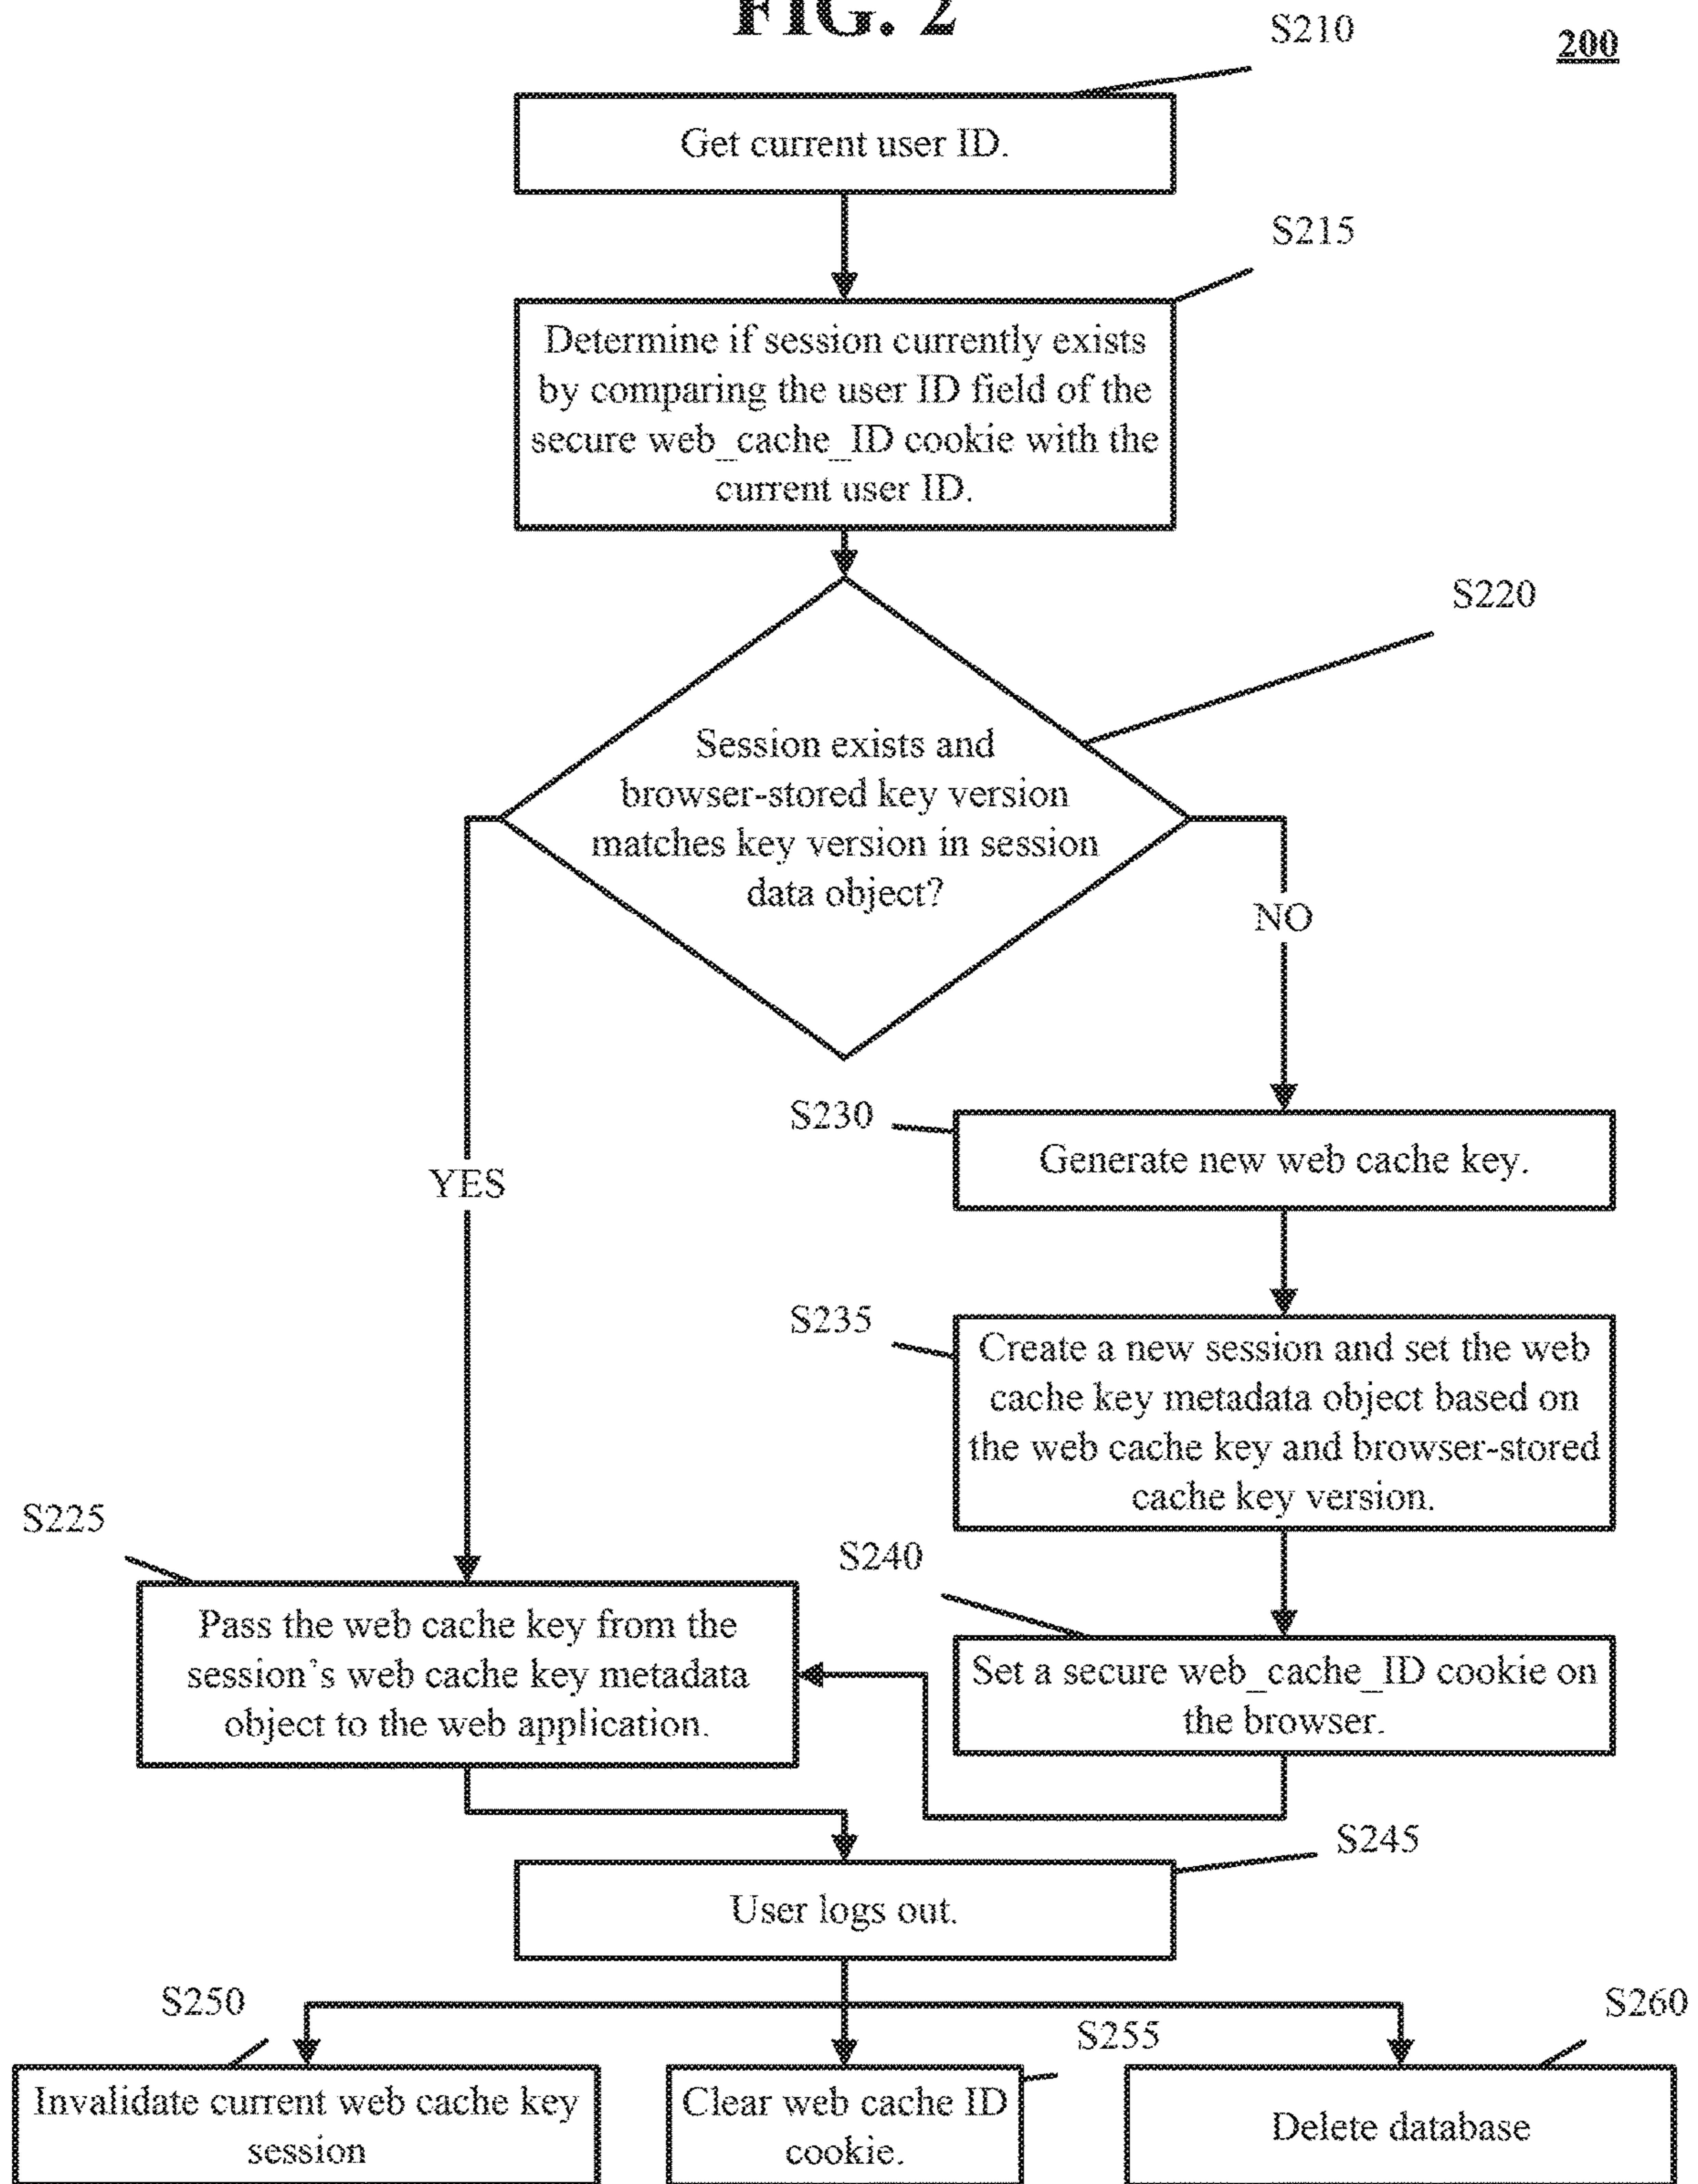 FIG. 2
S210
200
Get current user ID.
S215
Determine if session currently exists
by comparing the user ID field of the
secure web_cache_ID cookie with the
current user ID.
S220
Session exists and
browser-stored key version
matches key version in session
data object?
NO
YES
S230
Generate new web cache key.
S235
Create a new session and set the web
cache key metadata object based on
the web cache key and browser-stored
cache key version.
S225
Pass the web cache key from the
session's web cache key metadata
object to the web application.
S240
Set a secure web_cache_ID cookie on
the browser.
S245
User logs out.
S250
Invalidate current web cache key
session
S255
Clear web cache ID
cookie.
S260
Delete database